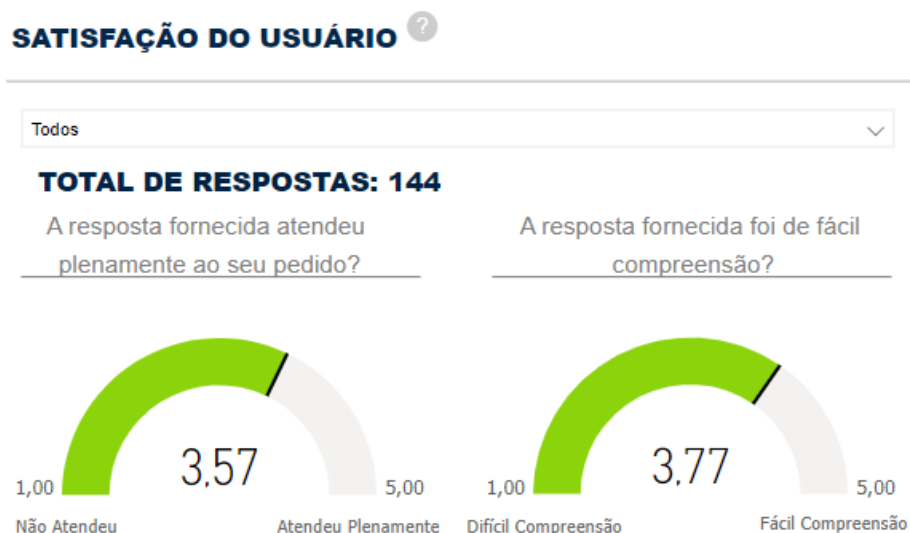 SATISFAÇÃO DO USUÁRIO ?
Todos
TOTAL DE RESPOSTAS: 144
A resposta fornecida atendeu
plenamente ao seu pedido?
3,57
1,00
5,00
Não Atendeu
Atendeu Plenamente
A resposta fornecida foi de fácil
compreensão?
3,77
1,00
5,00
Difícil Compreensão
Fácil Compreensão